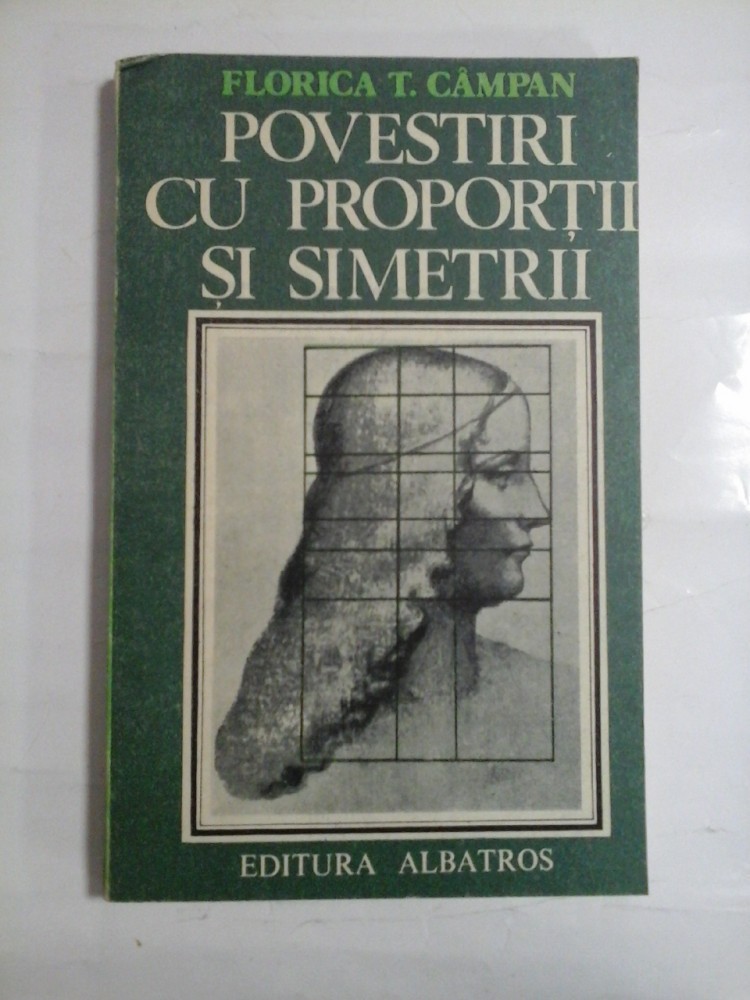 FLORICA T. CÂMPAN
POVESTIRI
CU PROPORȚII
ȘI SIMETRII
EDITURA ALBATROS